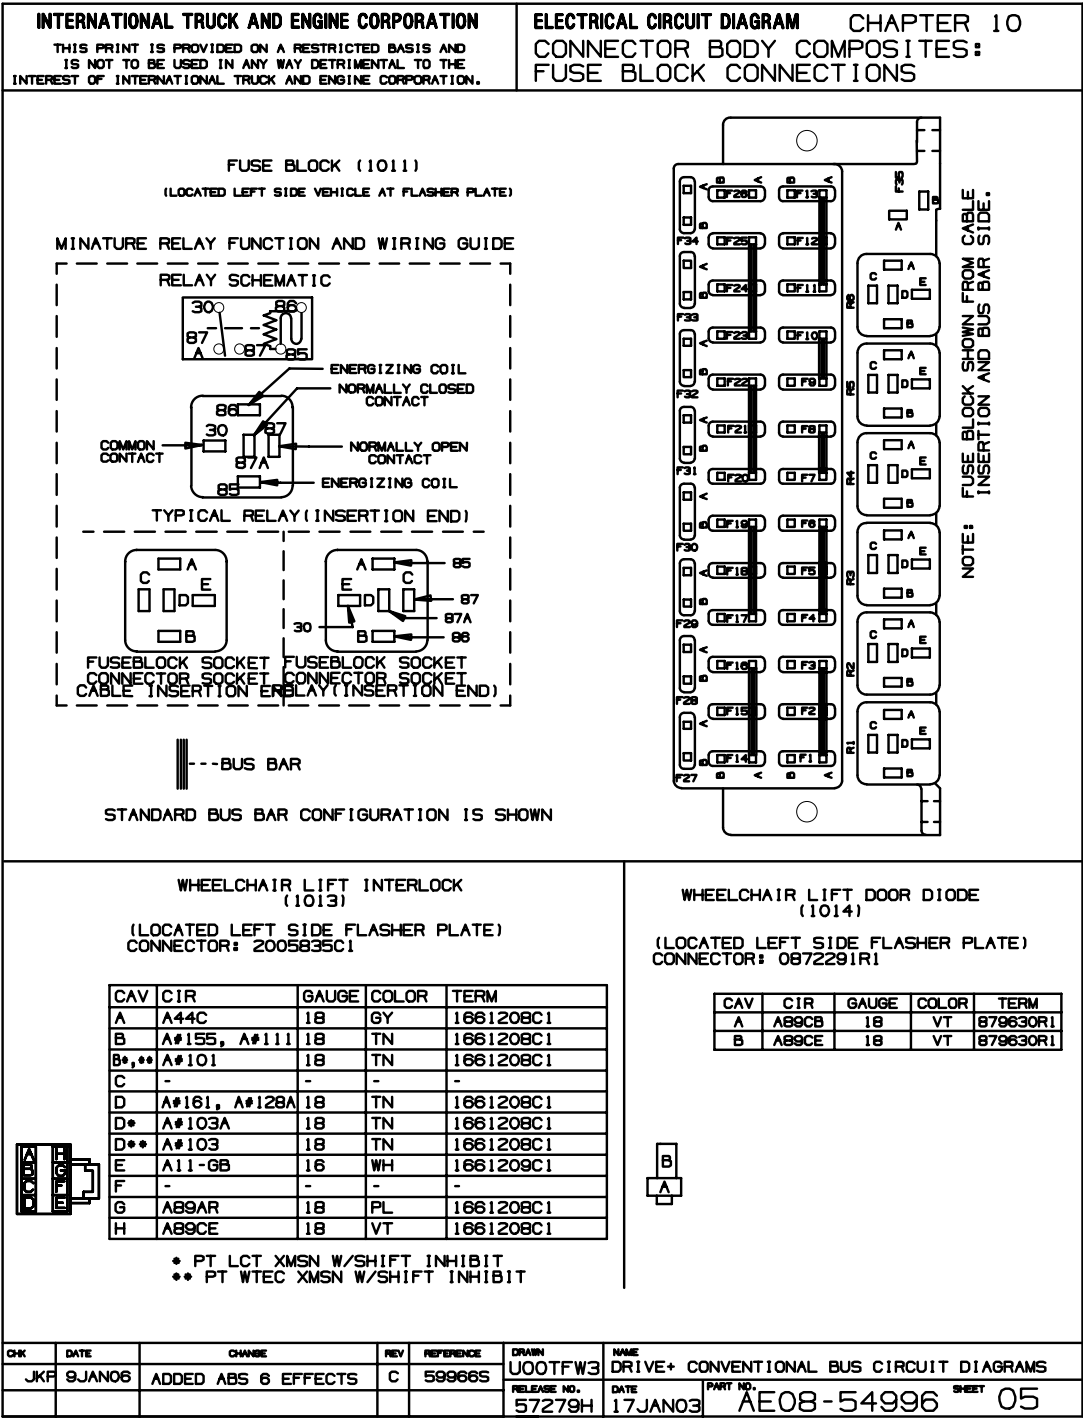 INTERNATIONAL TRUCK AND ENGINE CORPORATION
THIS PRINT IS PROVIDED ON A RESTRICTED BASIS AND
IS NOT TO BE USED IN ANY WAY DETRIMENTAL TO THE
INTEREST OF INTERNATIONAL TRUCK AND ENGINE CORPORATION.
ELECTRICAL CIRCUIT DIAGRAM CHAPTER 10
CONNECTOR BODY COMPOSITES:
FUSE BLOCK CONNECTIONS
FUSE BLOCK (1011)
(LOCATED LEFT SIDE VEHICLE AT FLASHER PLATE)
MINATURE RELAY FUNCTION AND WIRING GUIDE
RELAY SCHEMATIC
30 86
87
A 87 85
ENERGIZING COIL
NORMALLY CLOSED
CONTACT
86
30 87
COMMON
CONTACT
NORMALLY OPEN
CONTACT
87A
85 ENERGIZING COIL
TYPICAL RELAY(INSERTION END)
A
C E
D
B
FUSEBLOCK SOCKET
CONNECTOR SOCKET
CABLE INSERTION END
A 85
E C
D 87
87A
30
B 86
FUSEBLOCK SOCKET
CONNECTOR SOCKET
RELAY(INSERTION END)
---BUS BAR
STANDARD BUS BAR CONFIGURATION IS SHOWN
B A B A
A F26 F13
B
F34 F25 F12
A F24 F11
B
F33 F23 F10
A
B F22 F9
F32
A F21 F8
B
F31 F20 F7
A
B F19 F6
F30
A F18 F5
B
F29 F17 F4
A
B F16 F3
F28
A F15 F2
B
F27 F14 F1
B A B A
F35
A B
R6 A C E D B
R5 A C E D B
R4 A C E D B
R3 A C E D B
R2 A C E D B
R1 A C E D B
NOTE: FUSE BLOCK SHOWN FROM CABLE
INSERTION AND BUS BAR SIDE.
WHEELCHAIR LIFT INTERLOCK
(1013)
(LOCATED LEFT SIDE FLASHER PLATE)
CONNECTOR: 2005835C1
CAV CIR GAUGE COLOR TERM
A A44C 18 GY 1661208C1
B A#155, A#111 18 TN 1661208C1
B*,** A#101 18 TN 1661208C1
C - - - -
D A#161, A#128A 18 TN 1661208C1
D* A#103A 18 TN 1661208C1
D** A#103 18 TN 1661208C1
E A11-GB 16 WH 1661209C1
F - - - -
G A89AR 18 PL 1661208C1
H A89CE 18 VT 1661208C1
A H
B G
C F
D E
* PT LCT XMSN W/SHIFT INHIBIT
** PT WTEC XMSN W/SHIFT INHIBIT
WHEELCHAIR LIFT DOOR DIODE
(1014)
(LOCATED LEFT SIDE FLASHER PLATE)
CONNECTOR: 0872291R1
CAV CIR GAUGE COLOR TERM
A A89CB 18 VT 879630R1
B A89CE 18 VT 879630R1
B
A
CHK DATE CHANGE REV REFERENCE
JKP 9JAN06 ADDED ABS 6 EFFECTS C 59966S
DRAWN
U00TFW3
NAME
DRIVE+ CONVENTIONAL BUS CIRCUIT DIAGRAMS
RELEASE NO.
57279H
DATE
17JAN03
PART NO.
AE08-54996
SHEET 05